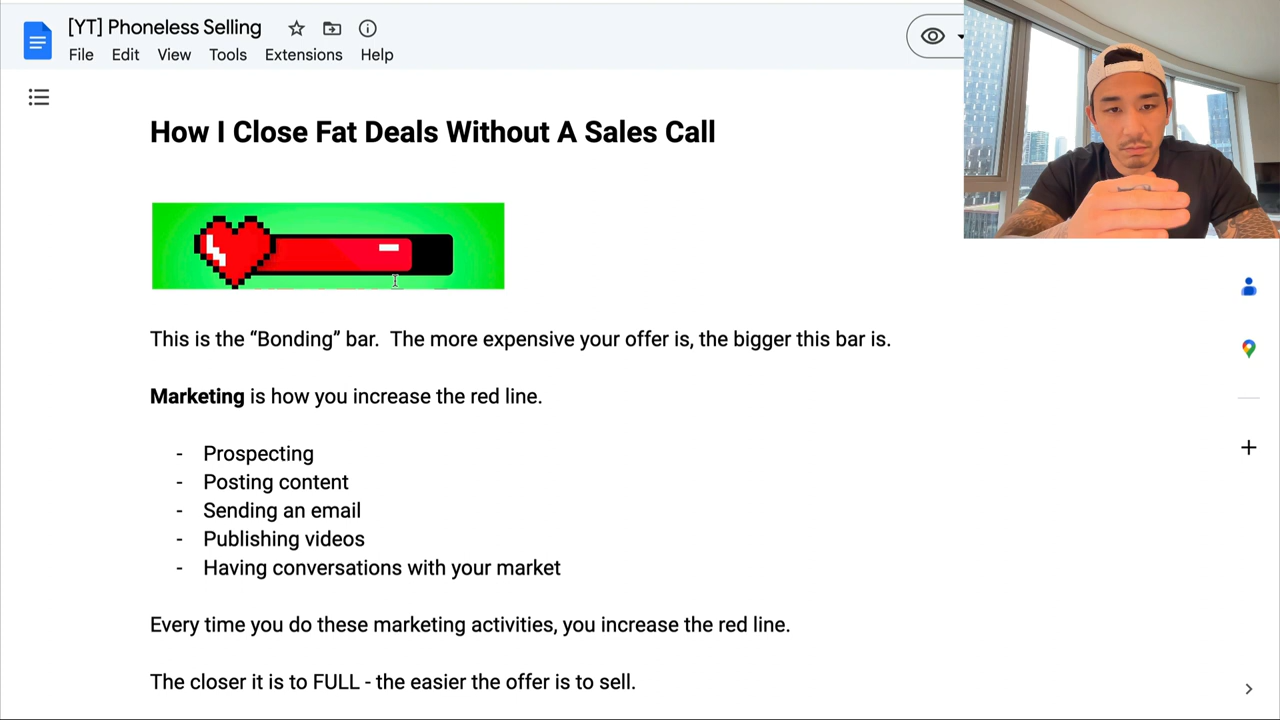 [YT] Phoneless Selling
File Edit View Tools Extensions Help
How I Close Fat Deals Without A Sales Call
This is the “Bonding” bar. The more expensive your offer is, the bigger this bar is.
Marketing is how you increase the red line.
- Prospecting
- Posting content
- Sending an email
- Publishing videos
- Having conversations with your market
Every time you do these marketing activities, you increase the red line.
The closer it is to FULL - the easier the offer is to sell.